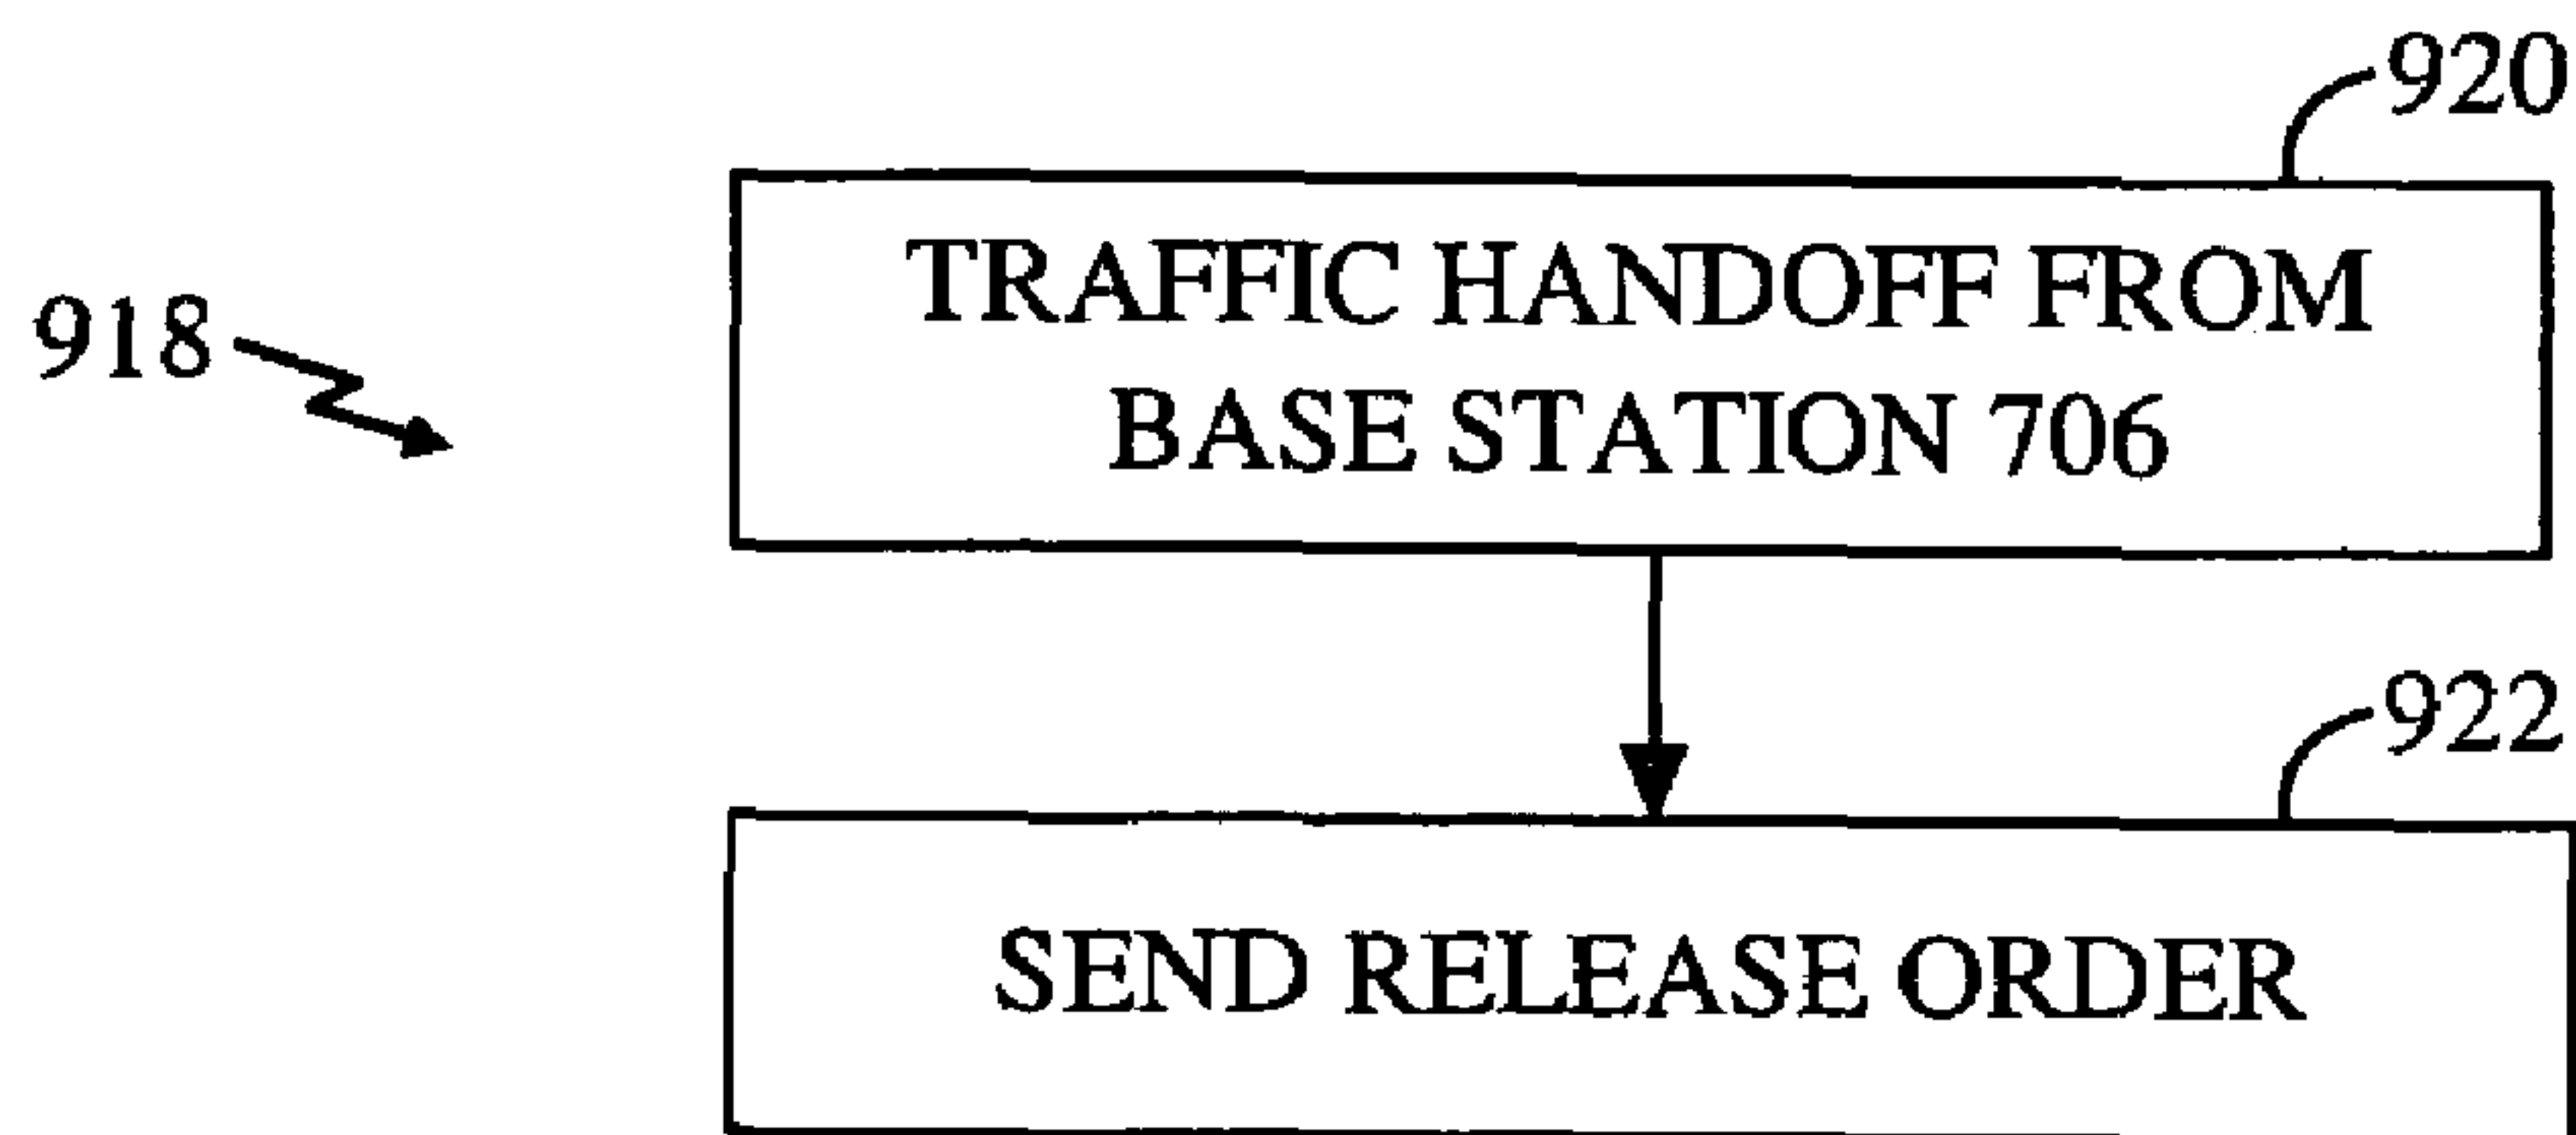 920
TRAFFIC HANDOFF FROM
BASE STATION 706
918
922
SEND RELEASE ORDER